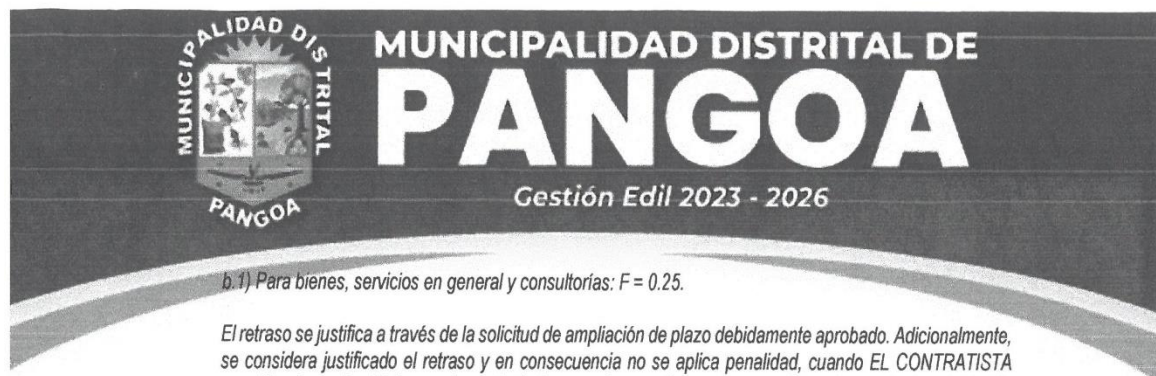 MUNICIPALIDAD DISTRITAL
PANGOA
MUNICIPALIDAD DISTRITAL DE
PANGOA
Gestión Edil 2023 - 2026
b.1) Para bienes, servicios en general y consultorías: F = 0.25.
El retraso se justifica a través de la solicitud de ampliación de plazo debidamente aprobado. Adicionalmente,
se considera justificado el retraso y en consecuencia no se aplica penalidad, cuando EL CONTRATISTA